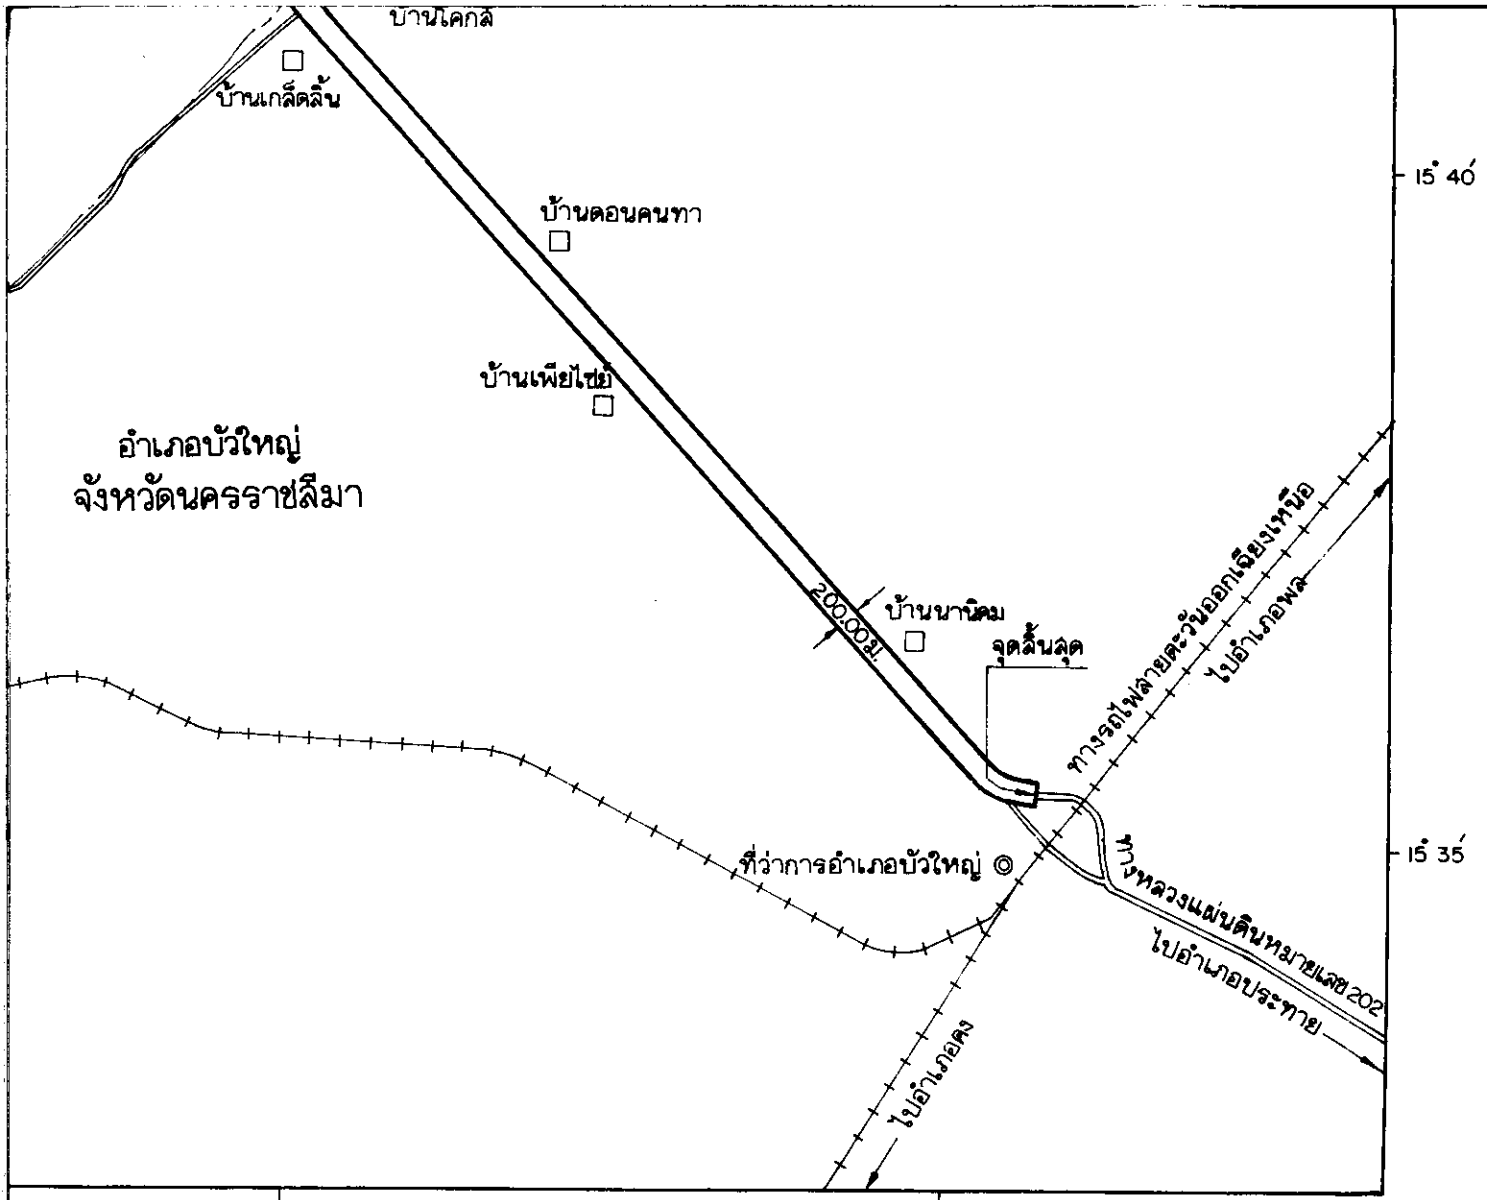 บ้านโคกสี
บ้านเกล็ดลิ้น
15° 40′
บ้านดอนคนทา
บ้านเพียไซย์
อำเภอบัวใหญ่
จังหวัดนครราชสีมา
ทางรถไฟสายตะวันออกเฉียงเหนือ
ไปอำเภอพล
200.00 ม.
บ้านนานิคม
จุดสิ้นสุด
15° 35′
ที่ว่าการอำเภอบัวใหญ่
ทางหลวงแผ่นดินหมายเลข 202
ไปอำเภอประทาย
ไปอำเภอคง